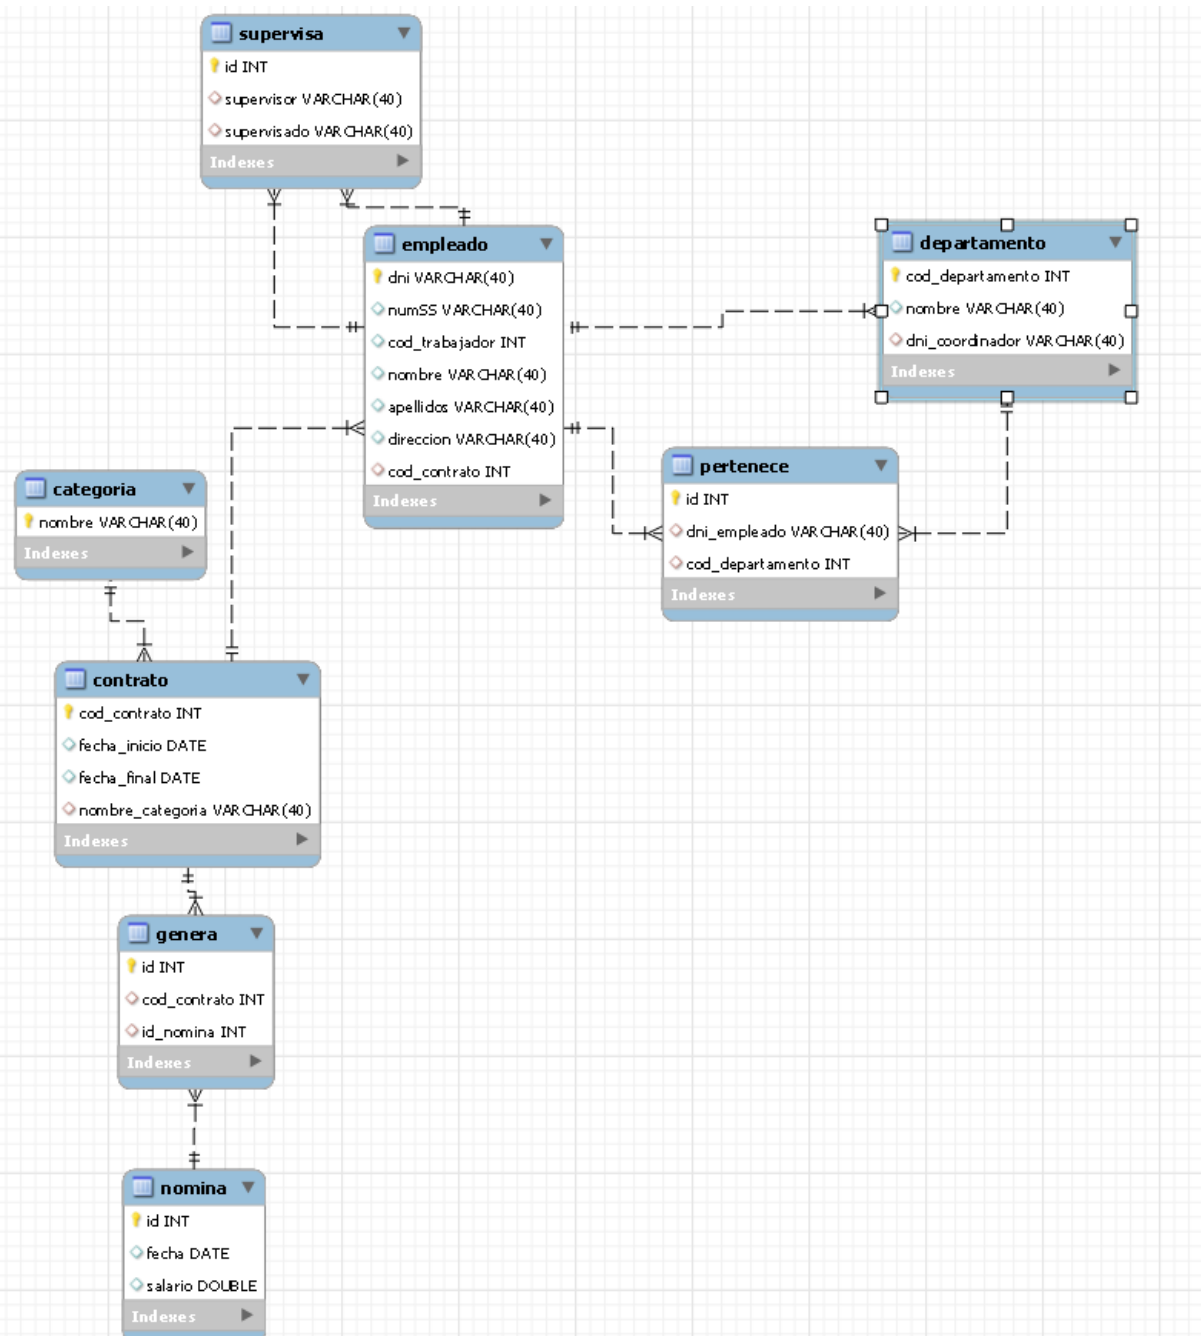 supervisa
id INT
supervisor VARCHAR(40)
supervisado VARCHAR(40)
Indexes
empleado
dni VARCHAR(40)
numSS VARCHAR(40)
cod_trabajador INT
nombre VARCHAR(40)
apellidos VARCHAR(40)
direccion VARCHAR(40)
cod_contrato INT
Indexes
departamento
cod_departamento INT
nombre VARCHAR(40)
dni_coordinador VARCHAR(40)
Indexes
pertenece
id INT
dni_empleado VARCHAR(40)
cod_departamento INT
Indexes
categoria
nombre VARCHAR(40)
Indexes
contrato
cod_contrato INT
fecha_inicio DATE
fecha_final DATE
nombre_categoria VARCHAR(40)
Indexes
genera
id INT
cod_contrato INT
id_nomina INT
Indexes
nomina
id INT
fecha DATE
salario DOUBLE
Indexes